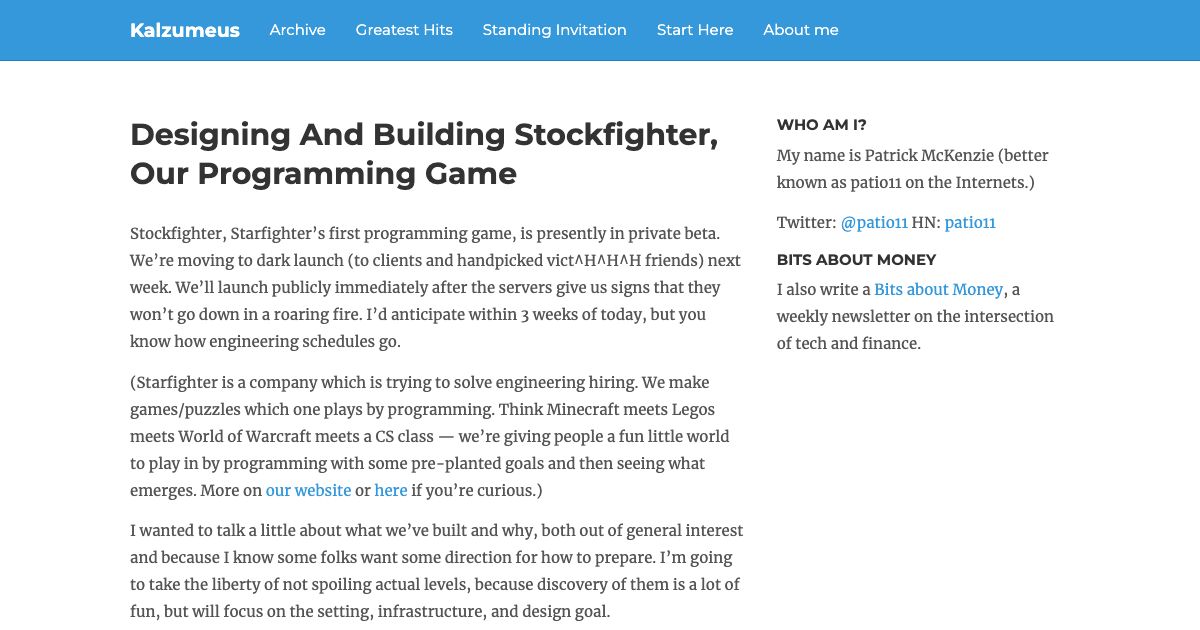 Kalzumeus Archive Greatest Hits Standing Invitation Start Here About me
Designing And Building Stockfighter,
Our Programming Game
Stockfighter, Starfighter’s first programming game, is presently in private beta.
We’re moving to dark launch (to clients and handpicked vict^H^H^H friends) next
week. We’ll launch publicly immediately after the servers give us signs that they
won’t go down in a roaring fire. I’d anticipate within 3 weeks of today, but you
know how engineering schedules go.
(Starfighter is a company which is trying to solve engineering hiring. We make
games/puzzles which one plays by programming. Think Minecraft meets Legos
meets World of Warcraft meets a CS class — we’re giving people a fun little world
to play in by programming with some pre-planted goals and then seeing what
emerges. More on our website or here if you’re curious.)
I wanted to talk a little about what we’ve built and why, both out of general interest
and because I know some folks want some direction for how to prepare. I’m going
to take the liberty of not spoiling actual levels, because discovery of them is a lot of
fun, but will focus on the setting, infrastructure, and design goal.
WHO AM I?
My name is Patrick McKenzie (better
known as patio11 on the Internets.)
Twitter: @patio11 HN: patio11
BITS ABOUT MONEY
I also write a Bits about Money, a
weekly newsletter on the intersection
of tech and finance.